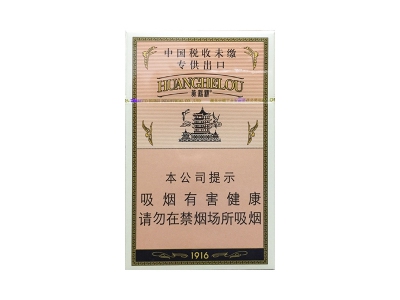 中国税收未缴
专供出口
HUANGHELOU
黄鹤楼
本公司提示
吸烟有害健康
请勿在禁烟场所吸烟
1916